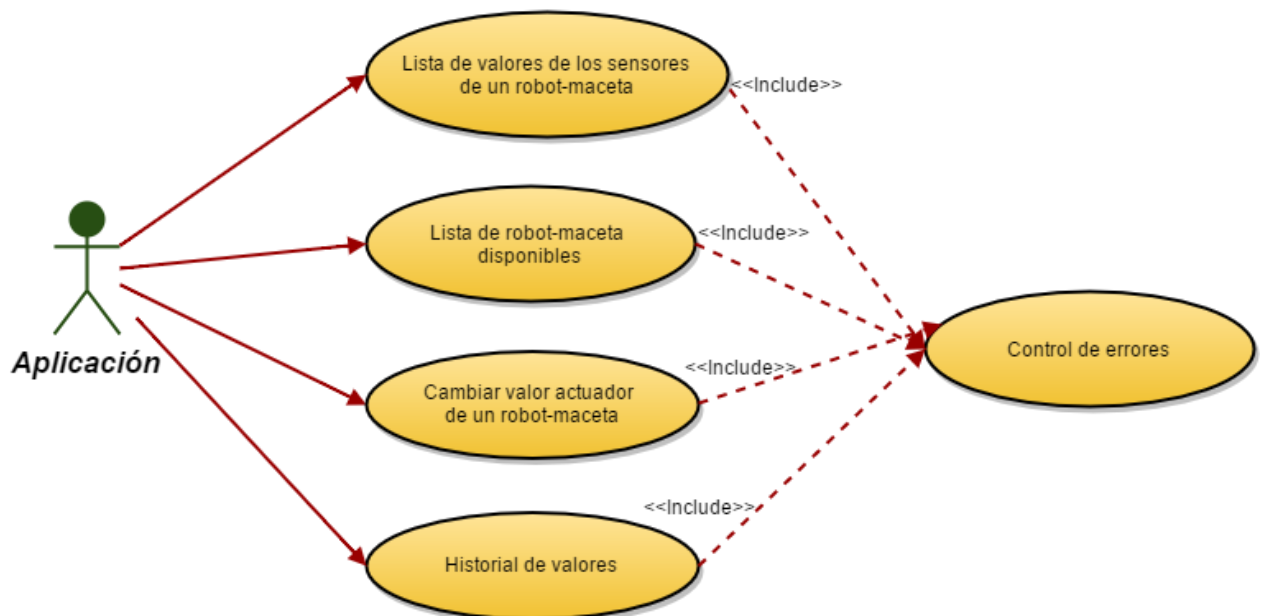 Lista de valores de los sensores
de un robot-maceta
<<Include>>
Lista de robot-maceta
disponibles
<<Include>>
Aplicación
Control de errores
Cambiar valor actuador
de un robot-maceta
<<Include>>
Historial de valores
<<Include>>